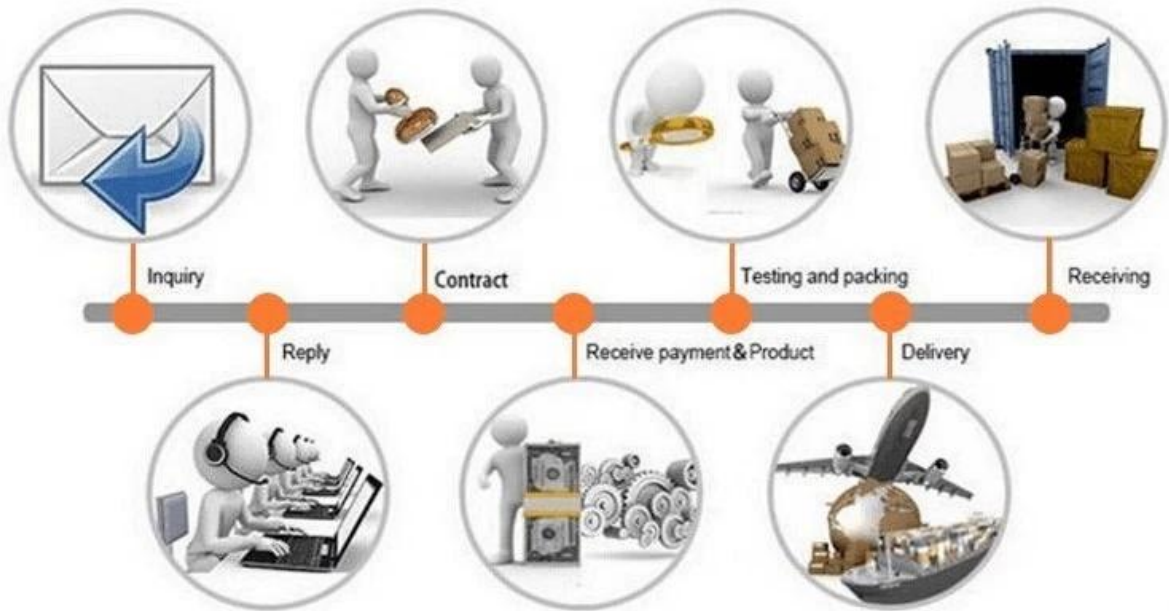 Inquiry
Reply
Contract
Receive payment&Product
Testing and packing
Delivery
Receiving